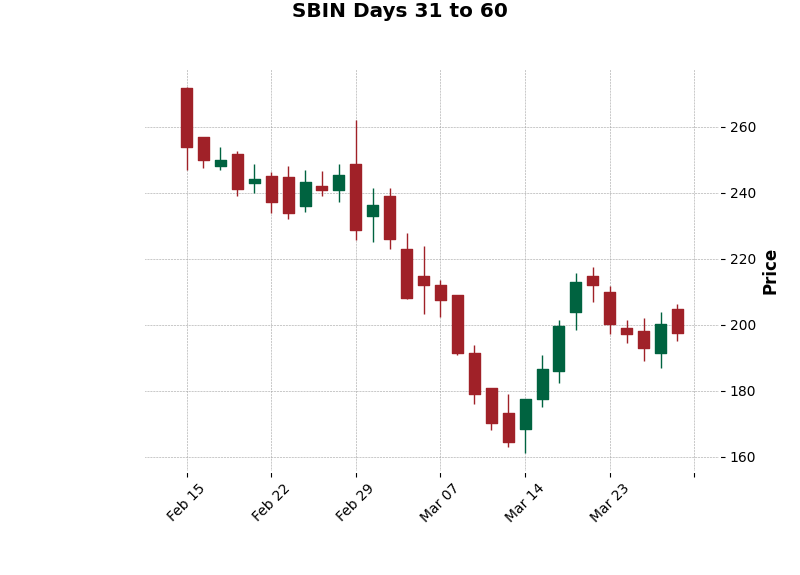 SBIN Days 31 to 60
260
240
220
200
180
160
Price
Feb 15
Feb 22
Feb 29
Mar 07
Mar 14
Mar 23